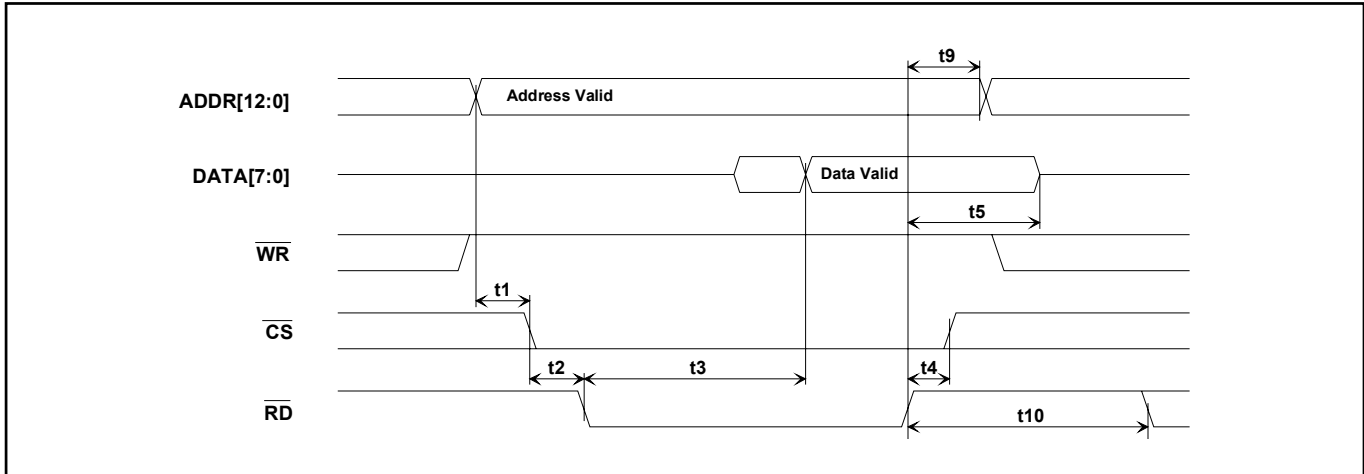 t9
ADDR[12:0]
Address Valid
DATA[7:0]
Data Valid
t5
WR
t1
CS
t2
t3
t4
RD
t10